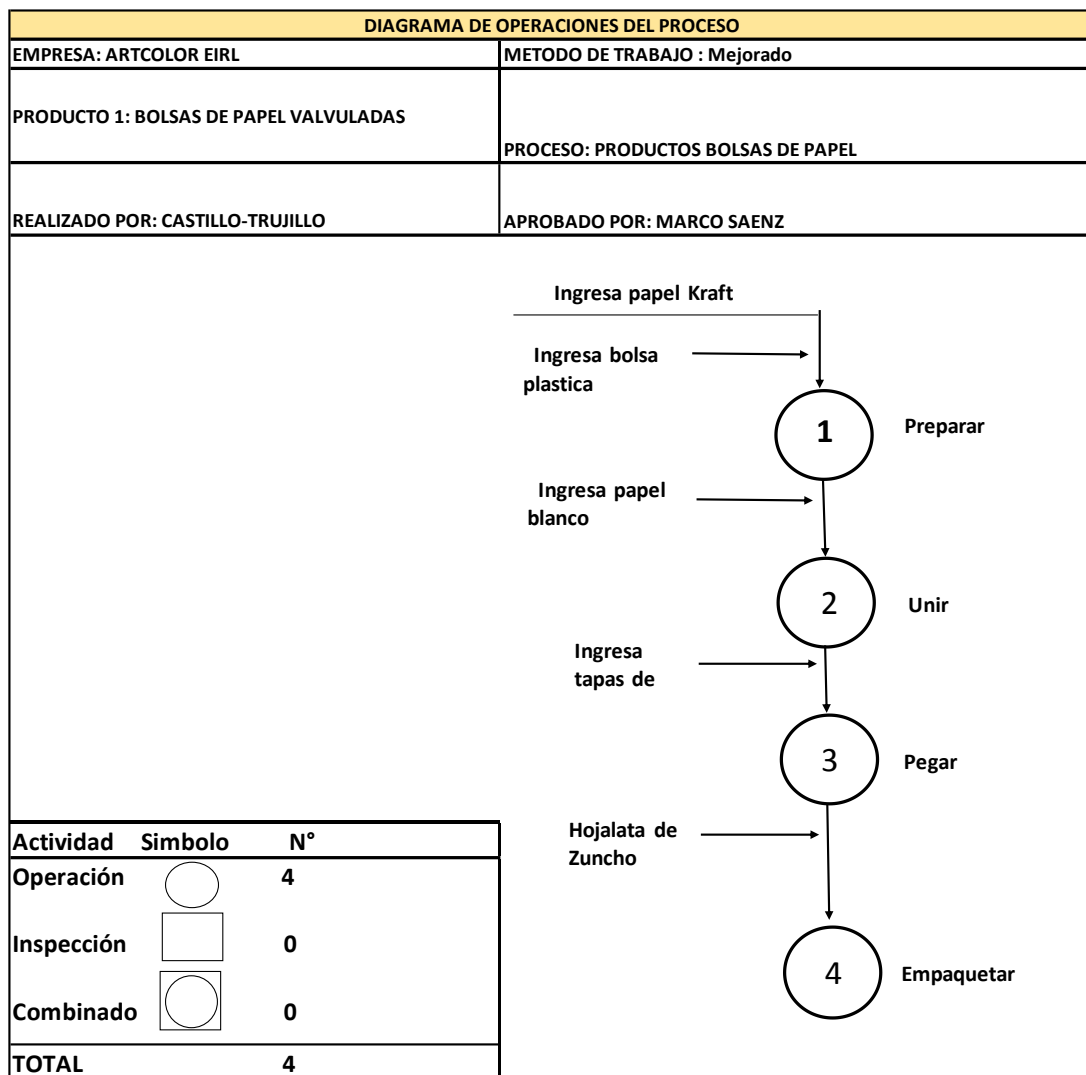 DIAGRAMA DE OPERACIONES DEL PROCESO
EMPRESA: ARTCOLOR EIRL
METODO DE TRABAJO : Mejorado
PRODUCTO 1: BOLSAS DE PAPEL VALVULADAS
PROCESO: PRODUCTOS BOLSAS DE PAPEL
REALIZADO POR: CASTILLO-TRUJILLO
APROBADO POR: MARCO SAENZ
Ingresa papel Kraft
Ingresa bolsa
plastica
1
Preparar
Ingresa papel
blanco
2
Unir
Ingresa
tapas de
3
Pegar
Hojalata de
Zuncho
4
Empaquetar
Actividad Simbolo N°
Operación 4
Inspección 0
Combinado 0
TOTAL 4